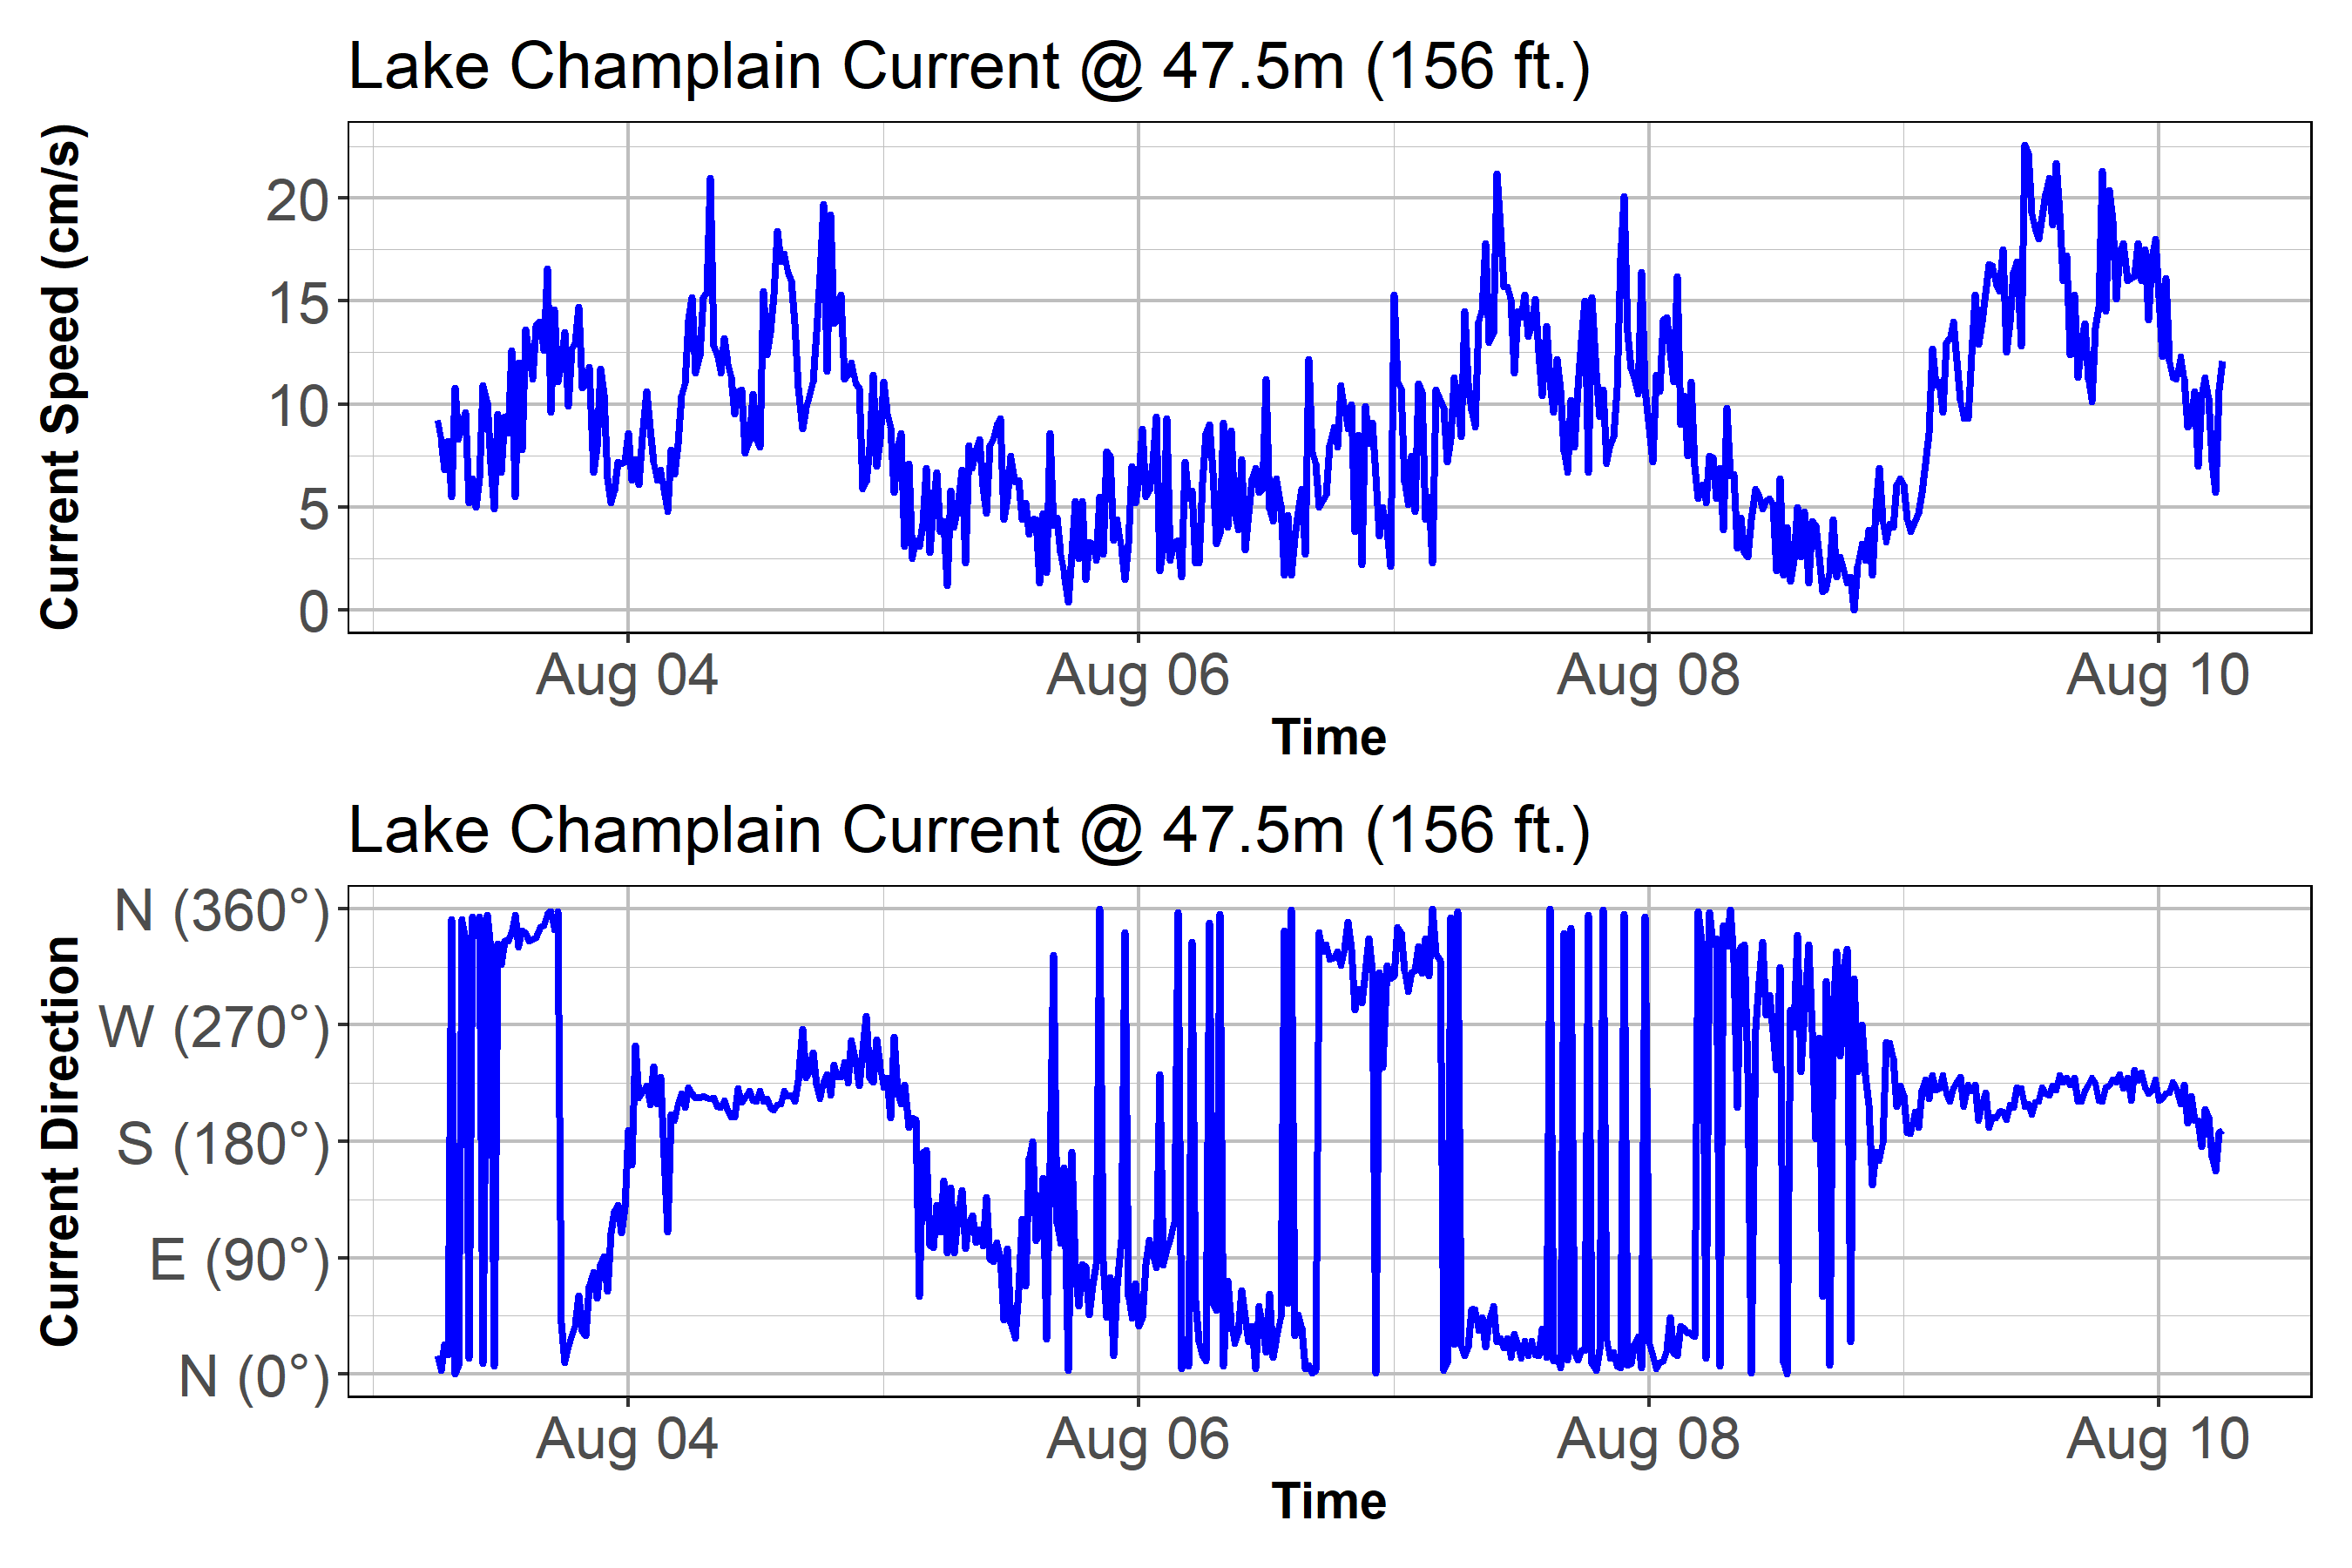 Lake Champlain Current @ 47.5m (156 ft.)
Current Speed (cm/s)
20
15
10
5
0
Aug 04 Aug 06 Aug 08 Aug 10
Time
Lake Champlain Current @ 47.5m (156 ft.)
Current Direction
N (360°)
W (270°)
S (180°)
E (90°)
N (0°)
Aug 04 Aug 06 Aug 08 Aug 10
Time